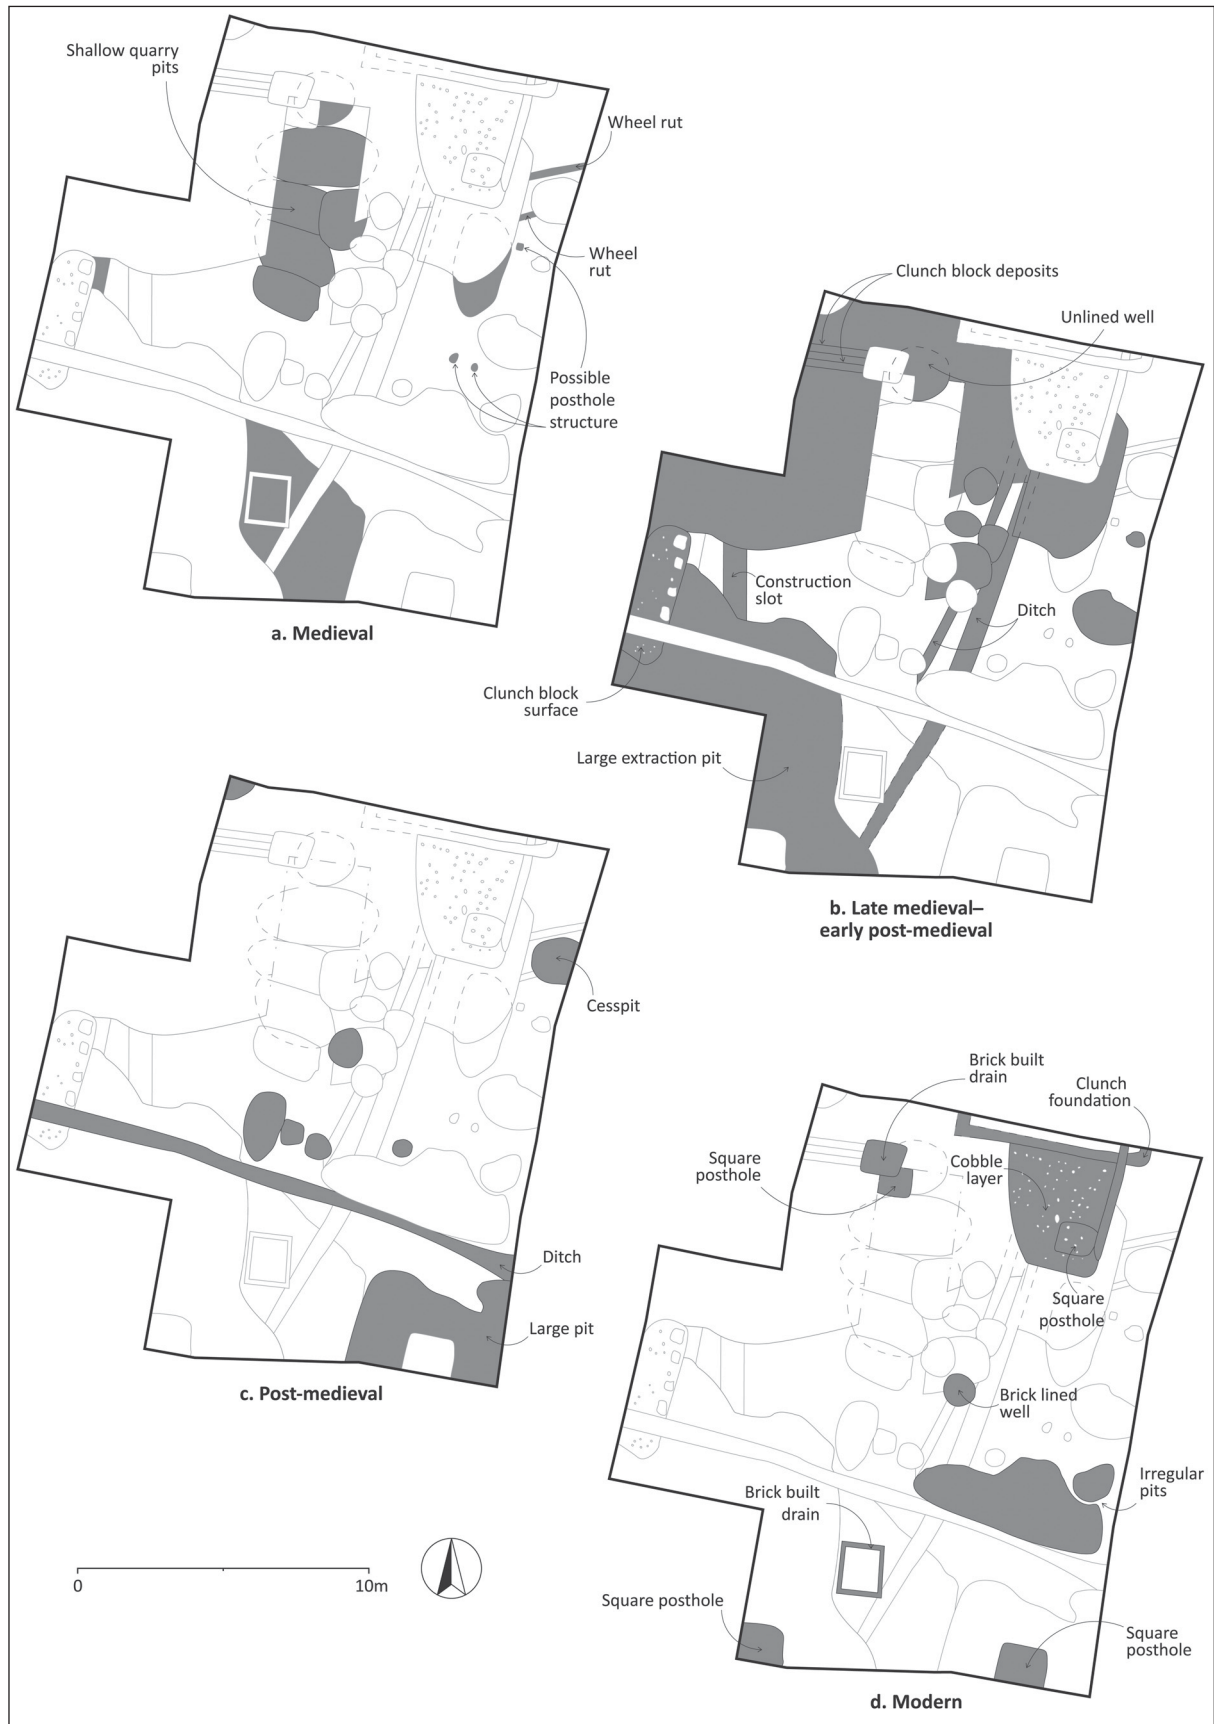 Shallow quarry
pits
Wheel rut
Wheel
rut
Possible
posthole
structure
a. Medieval
Clunch block deposits
Unlined well
Construction
slot
Ditch
Clunch block
surface
Large extraction pit
b. Late medieval–
early post-medieval
Cesspit
Ditch
Large pit
c. Post-medieval
Brick built
drain
Clunch
foundation
Square
posthole
Cobble
layer
Square
posthole
Brick lined
well
Irregular
pits
Brick built
drain
Square posthole
Square
posthole
d. Modern
0
10m